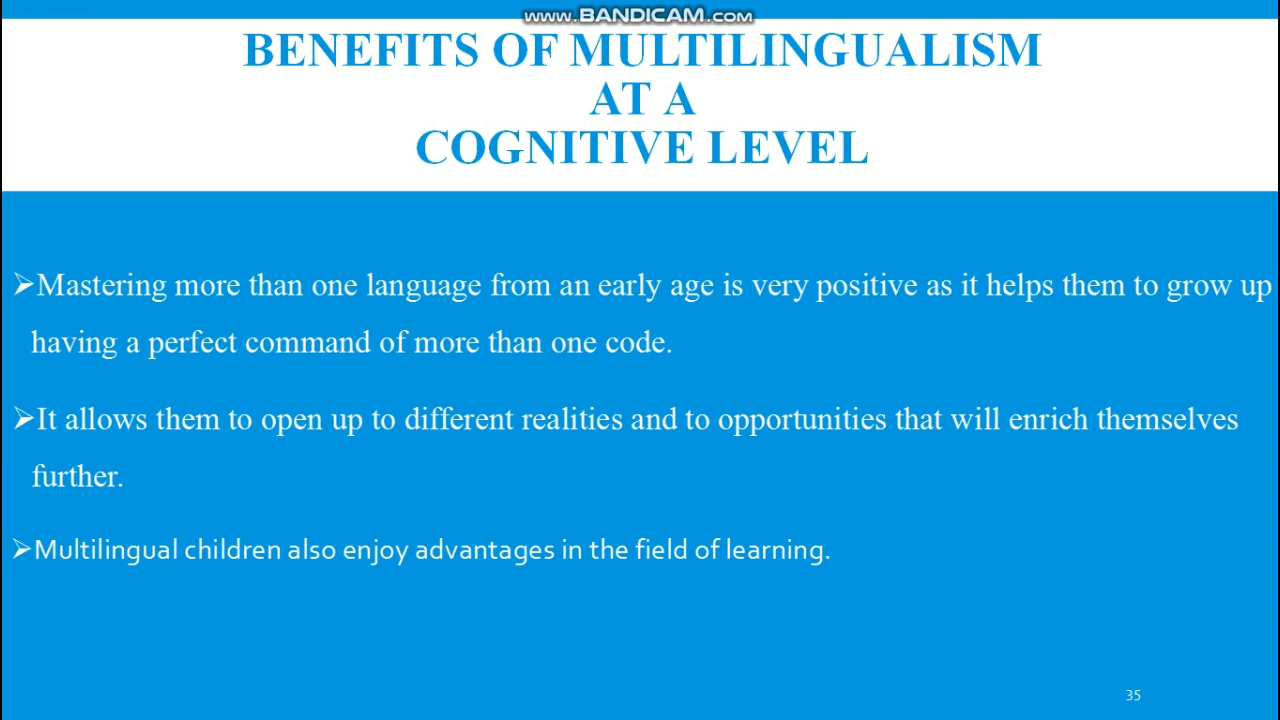 www.BANDICAM.com
BENEFITS OF MULTILINGUALISM
AT A
COGNITIVE LEVEL
➢Mastering more than one language from an early age is very positive as it helps them to grow up
having a perfect command of more than one code.
➢It allows them to open up to different realities and to opportunities that will enrich themselves
further.
➢Multilingual children also enjoy advantages in the field of learning.
35